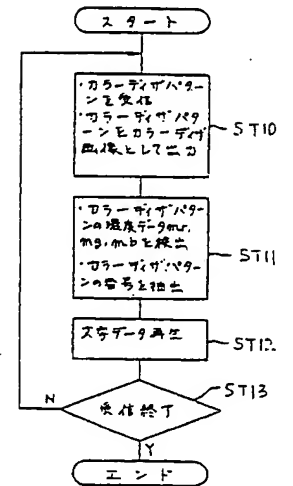 スタート
・カラーディザパター
ンを受信
・カラーディザパタ
ーンをカラーディザ
画像として出力
ST10
・カラーディザパター
ンの濃度データmr,
mg,mbを検出
・カラーディザパター
ンの番号を抽出
ST11
文字データ再生
ST12
ST13
受信終了
N
Y
エンド